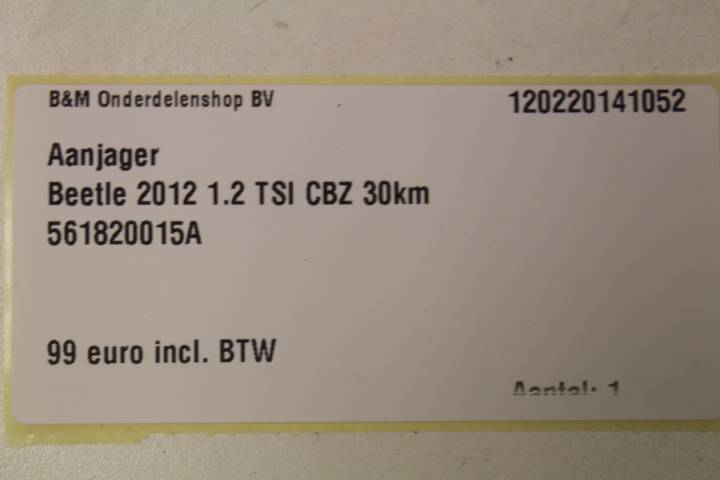 B&M Onderdelenshop BV 120220141052
Aanjager
Beetle 2012 1.2 TSI CBZ 30km
561820015A
99 euro incl. BTW
Aantal: 1